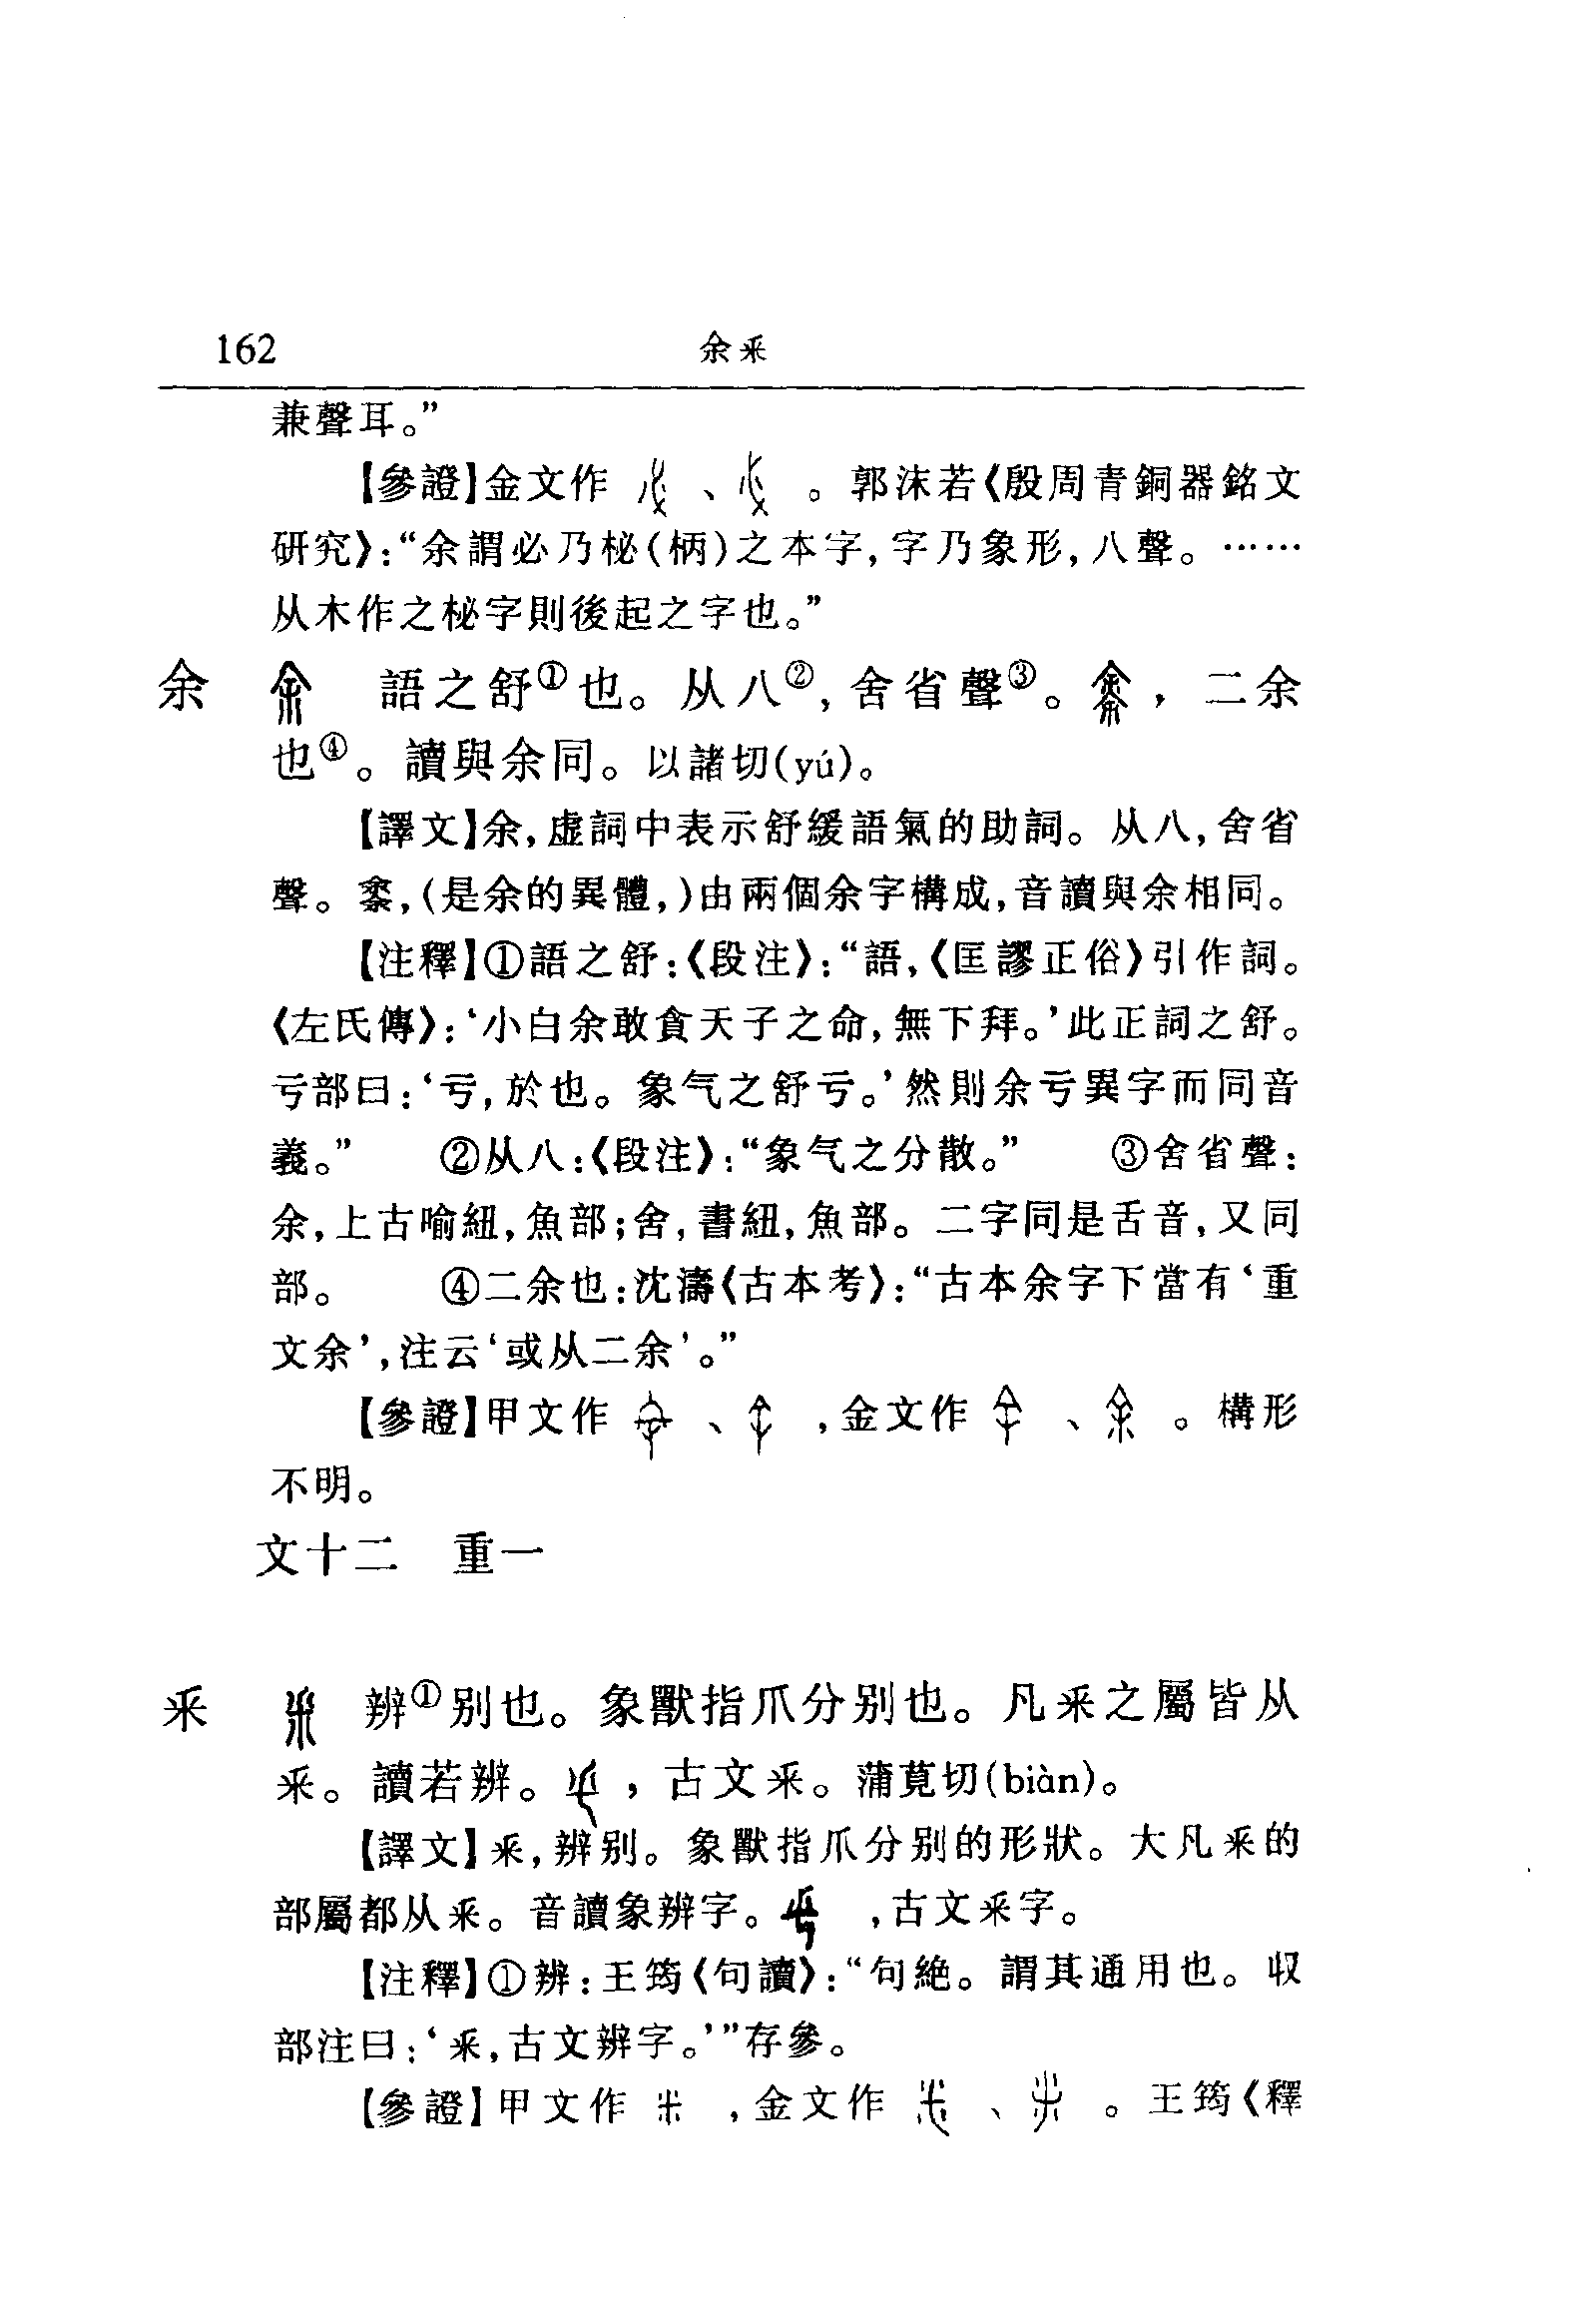 162 余釆
兼聲耳。”
【參證】金文作 、 。郭沫若《殷周青銅器銘文
研究》：“余謂必乃柲(柄)之本字，字乃象形，八聲。……
从木作之柲字則後起之字也。”
余 語之舒①也。从八②，舍省聲③。 ，二余
也④。讀與余同。以諸切(yú)。
【譯文】余，虛詞中表示舒緩語氣的助詞。从八，舍省
聲。𠎳，(是余的異體，)由兩個余字構成，音讀與余相同。
【注釋】①語之舒：《段注》：“語，《匡謬正俗》引作詞。
《左氏傳》：‘小白余敢貪天子之命，無下拜。’此正詞之舒。
亏部曰：‘亏，於也。象气之舒亏。’然則余亏異字而同音
義。” ②从八：《段注》：“象气之分散。” ③舍省聲：
余，上古喻紐，魚部；舍，書紐，魚部。二字同是舌音，又同
部。 ④二余也：沈濤《古本考》：“古本余字下當有‘重
文余’，注云‘或从二余’。”
【參證】甲文作 、 ，金文作 、 。構形
不明。
文十二 重一
釆 辨①别也。象獸指爪分别也。凡釆之屬皆从
釆。讀若辨。 ，古文釆。蒲莧切(biàn)。
【譯文】釆，辨别。象獸指爪分别的形狀。大凡釆的
部屬都从釆。音讀象辨字。 ，古文釆字。
【注釋】①辨：王筠《句讀》：“句絶。謂其通用也。収
部注曰：‘釆，古文辨字。’”存參。
【參證】甲文作 ，金文作 、 。王筠《釋